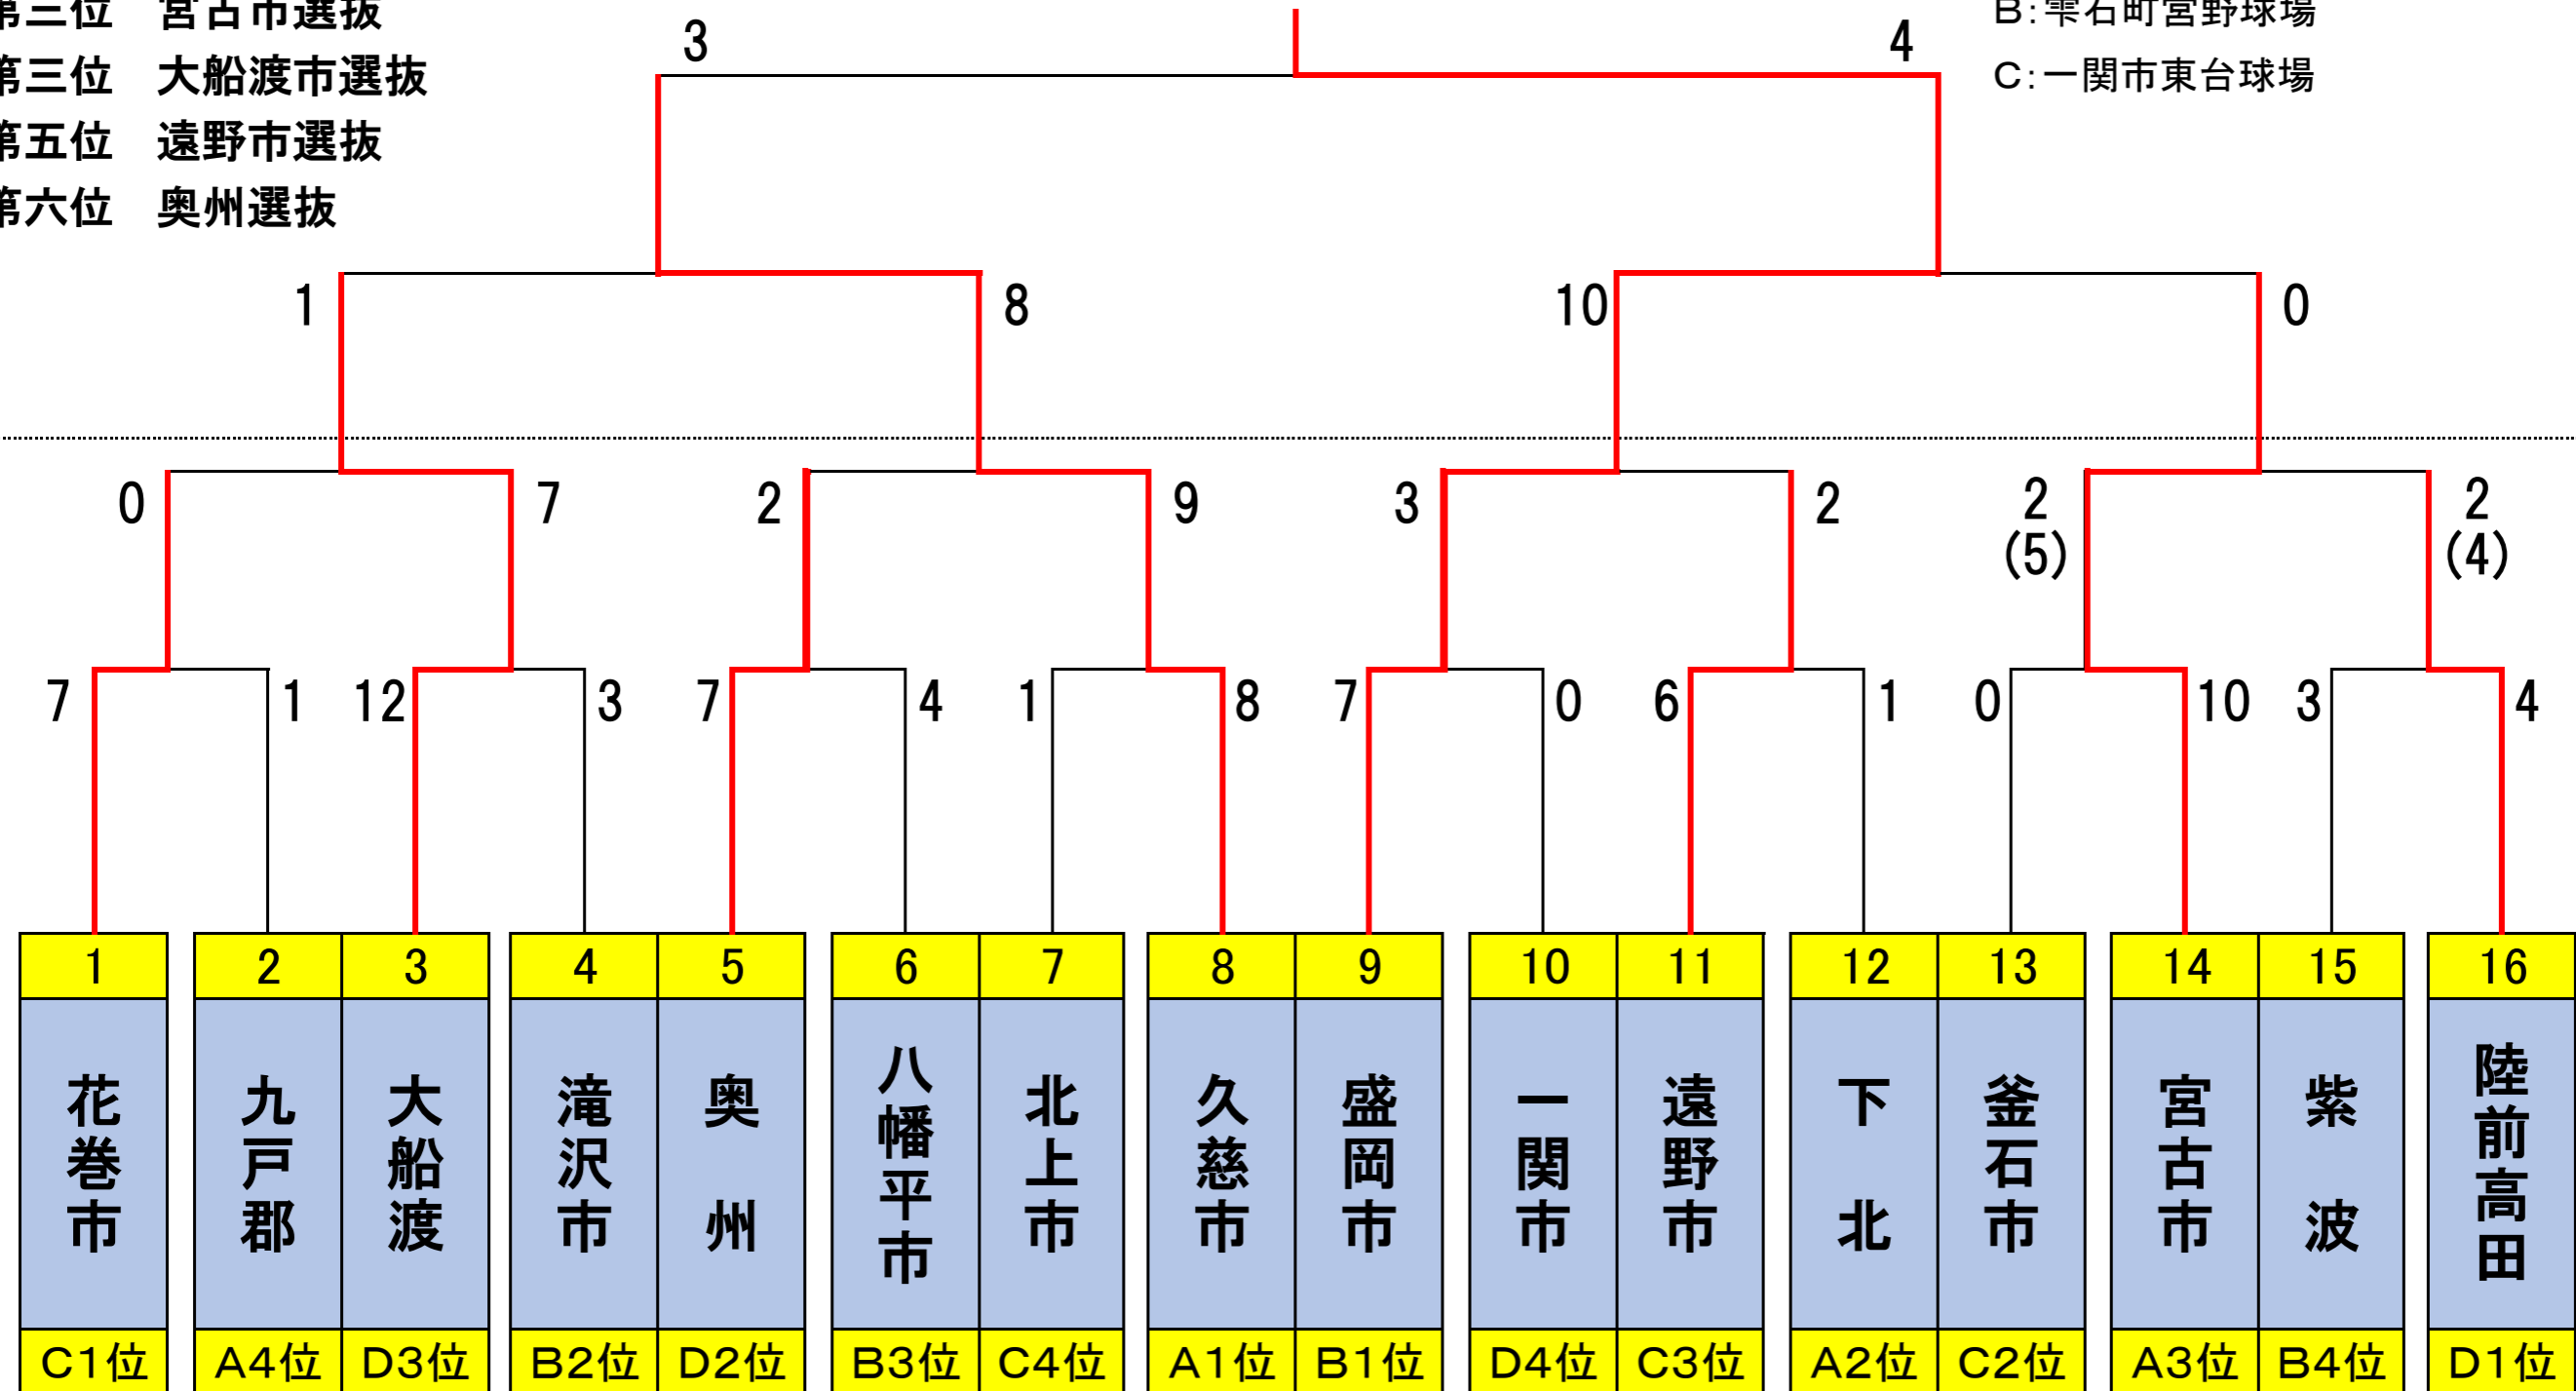 第三位　宮古市選抜
第三位　大船渡市選抜
第五位　遠野市選抜
第六位　奥州選抜
B:雫石町営野球場
C:一関市東台球場
3 4
1 8 10 0
0 7 2 9 3 2 2 2
(5) (4)
7 1 12 3 7 4 1 8 7 0 6 1 0 10 3 4
1 2 3 4 5 6 7 8 9 10 11 12 13 14 15 16
花巻市
九戸郡
大船渡
滝沢市
奥州
八幡平市
北上市
久慈市
盛岡市
一関市
遠野市
下北
釜石市
宮古市
紫波
陸前高田
C1位 A4位 D3位 B2位 D2位 B3位 C4位 A1位 B1位 D4位 C3位 A2位 C2位 A3位 B4位 D1位